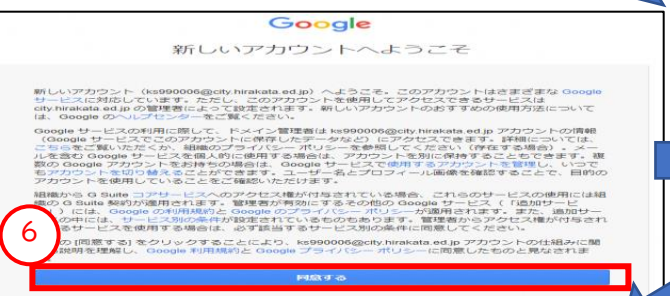 Google
新しいアカウントへようこそ
新しいアカウント（ks990006@city.hirakata.ed.jp）へようこそ。このアカウントはさまざまな Google
サービスに対応しています。ただし、このアカウントを使用してアクセスできるサービスは
city.hirakata.ed.jp の管理者によって設定されます。新しいアカウントのおすすめの使用方法について
は、Google のヘルプセンターをご覧ください。
Google サービスの利用に際して、ドメイン管理者は ks990006@city.hirakata.ed.jp アカウントの情報
（Google サービスでこのアカウントに保存したデータなど）にアクセスできます。詳細については、
こちらをご覧いただくか、組織のプライバシー ポリシーを参照してください（存在する場合）。メー
ルを含む Google サービスを個人的に使用する場合は、アカウントを別に保持することもできます。複
数の Google アカウントをお持ちの場合は、Google サービスで使用するアカウントを管理し、いつで
もアカウントを切り替えることができます。ユーザー名とプロフィール画像を確認することで、目的の
アカウントを使用していることをご確認いただけます。
組織から G Suite コアサービスへのアクセス権が付与されている場合、これらのサービスの使用には組
織の G Suite 契約が適用されます。管理者が有効にするその他の Google サービス（「追加サービ
）には、Google の利用規約と Google のプライバシー ポリシーが適用されます。また、追加サー
の中には、サービス別の条件が定められているものもあります。管理者からアクセス権が付与され
るサービスを使用する場合は、必ず該当するサービス別の条件に同意してください。
6
の [同意する] をクリックすることにより、ks990006@city.hirakata.ed.jp アカウントの仕組みに関
説明を理解し、Google 利用規約と Google プライバシー ポリシーに同意したものと見なされま
同意する